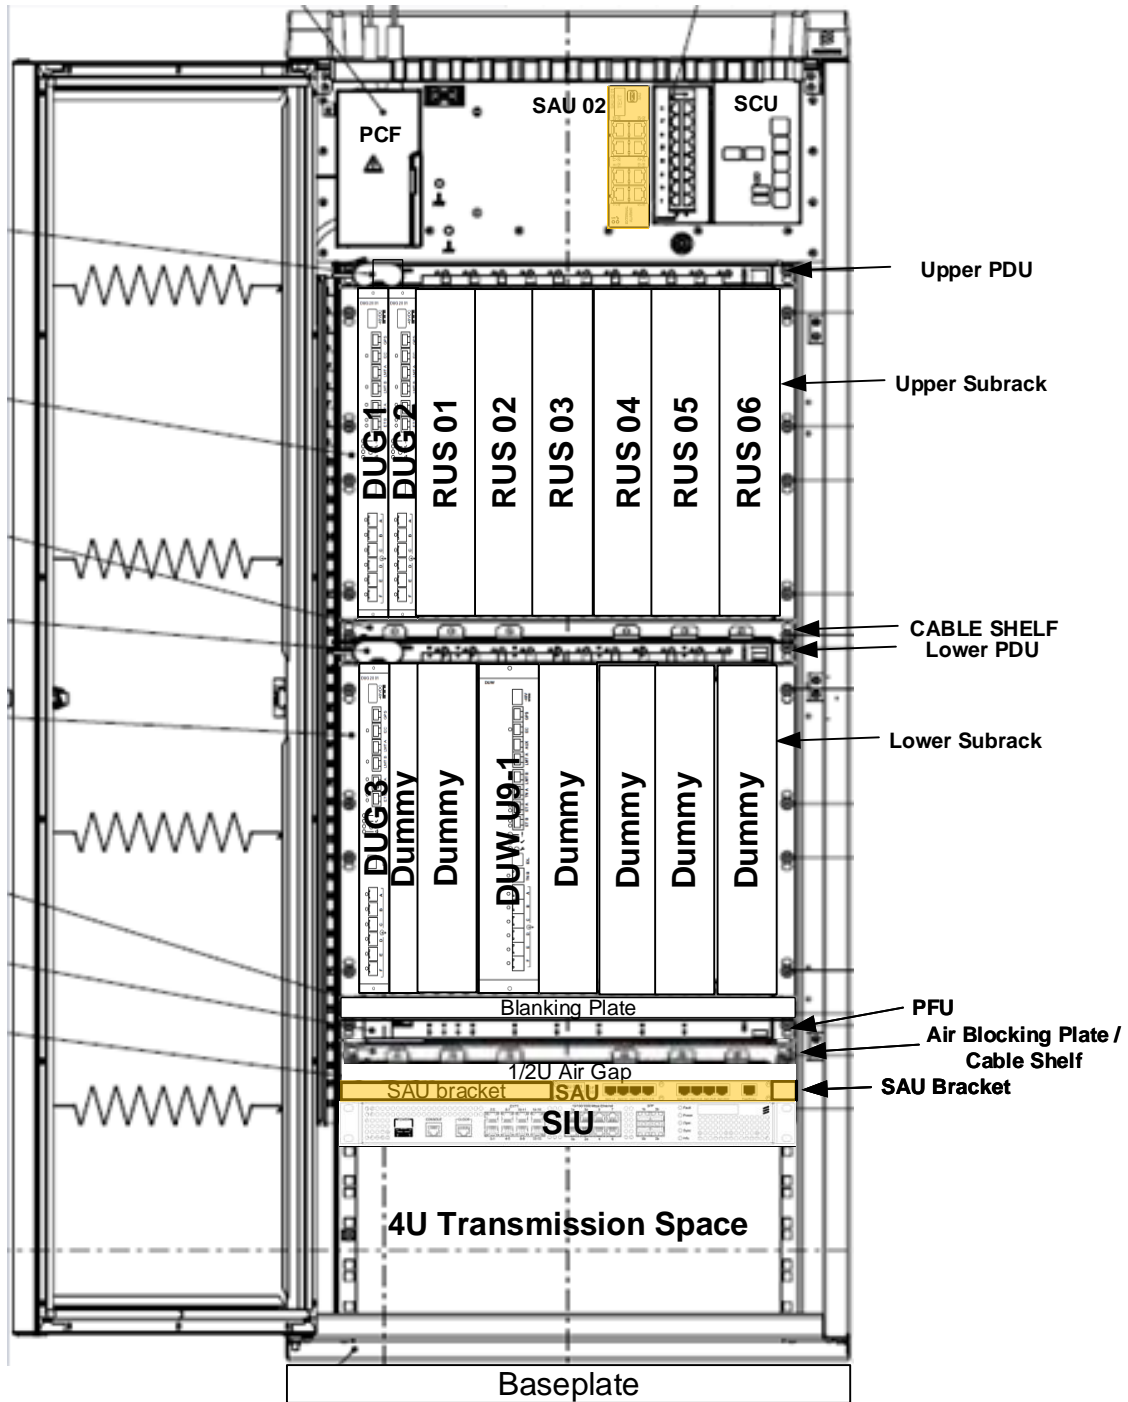 SAU 02
SCU
PCF
Upper PDU
Upper Subrack
DUG1
DUG 2
RUS 01
RUS 02
RUS 03
RUS 04
RUS 05
RUS 06
CABLE SHELF
Lower PDU
Lower Subrack
DUG 3
Dummy
Dummy
DUW U9-1
Dummy
Dummy
Dummy
Dummy
Blanking Plate
PFU
Air Blocking Plate /
Cable Shelf
1/2U Air Gap
SAU bracket
SAU
SAU Bracket
SIU
4U Transmission Space
Baseplate